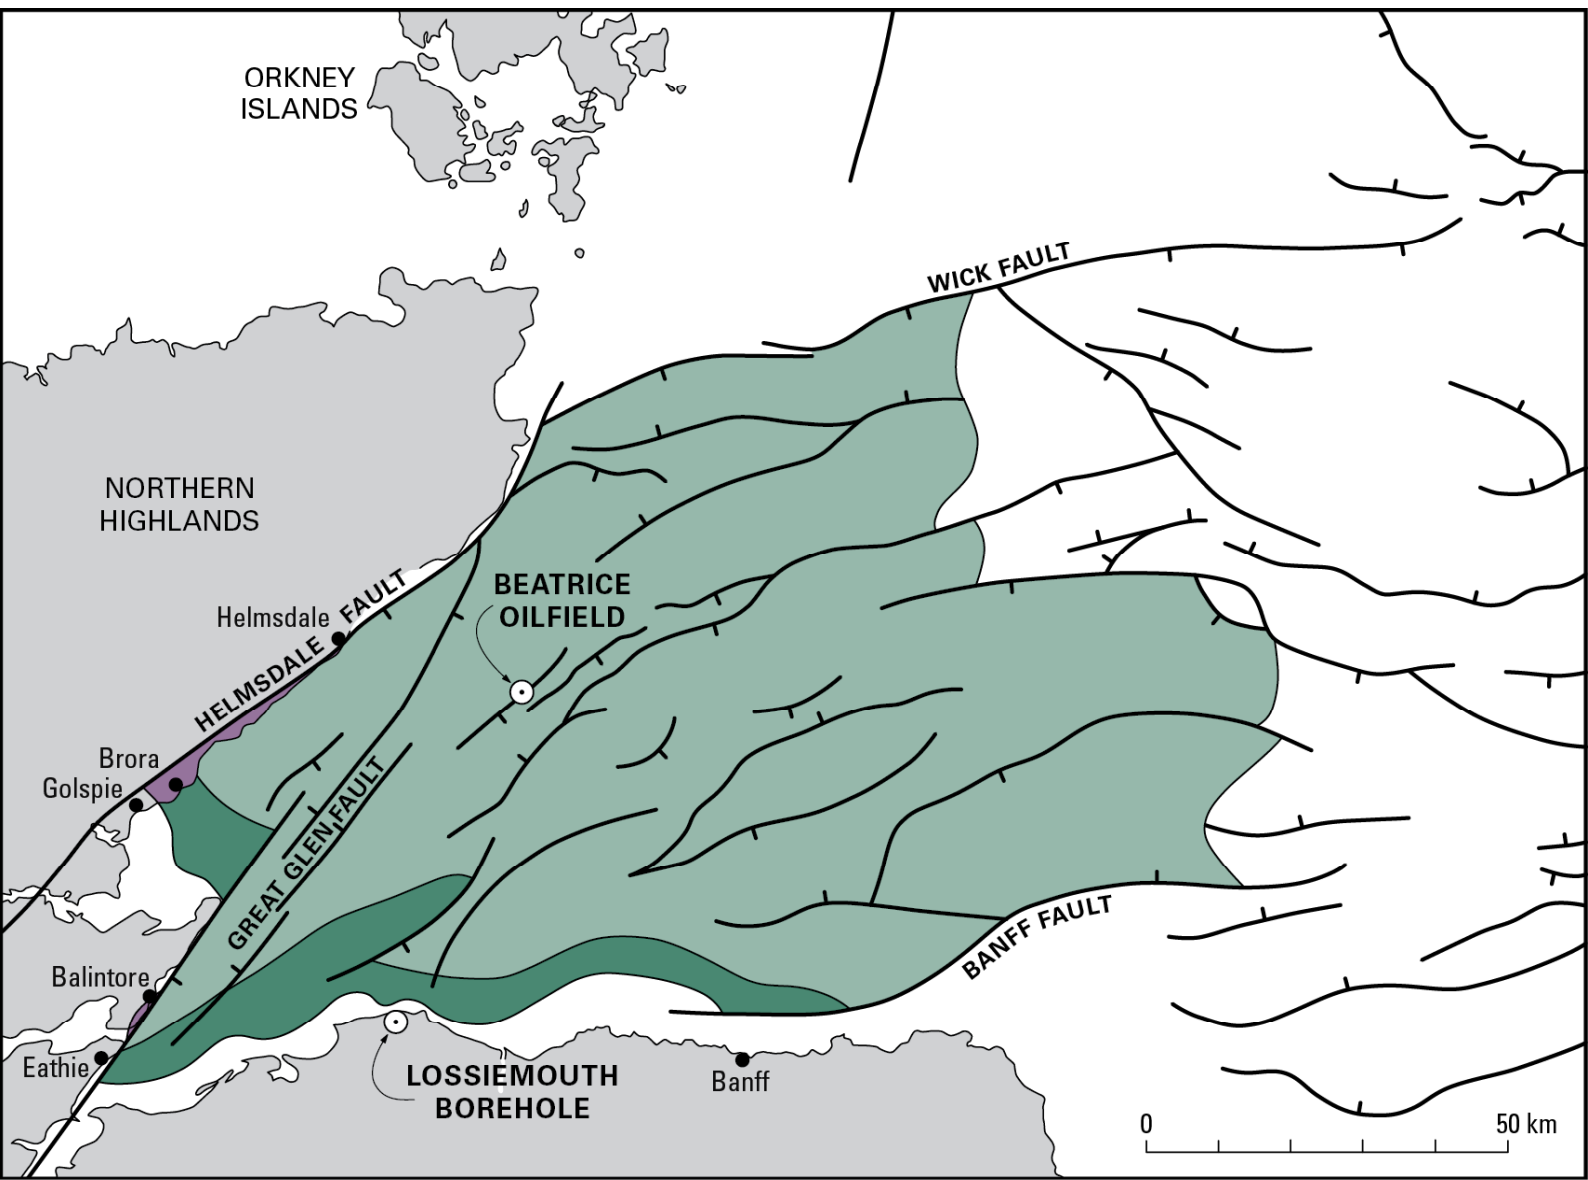 ORKNEY
ISLANDS
WICK FAULT
NORTHERN
HIGHLANDS
BEATRICE
OILFIELD
Helmsdale
HELMSDALE FAULT
Brora
Golspie
GREAT GLEN FAULT
BANFF FAULT
Balintore
Eathie
LOSSIEMOUTH
BOREHOLE
Banff
0 50 km